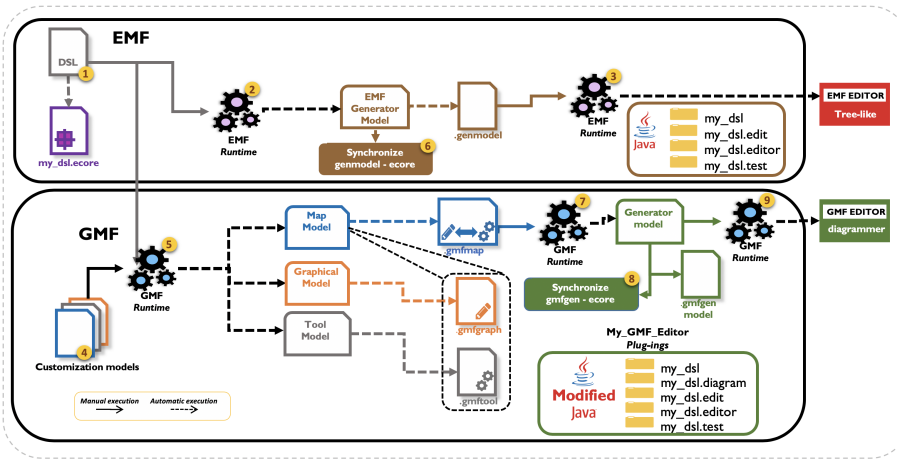 EMF
DSL
1
my_dsl.ecore
2
EMF
Runtime
EMF
Generator
Model
Synchronize
genmodel - ecore
6
.genmodel
3
EMF
Runtime
Java
my_dsl
my_dsl.edit
my_dsl.editor
my_dsl.test
EMF EDITOR
Tree-like
GMF
4
Customization models
5
GMF
Runtime
Map
Model
Graphical
Model
Tool
Model
.gmfmap
.gmfgraph
.gmftool
7
GMF
Runtime
Generator
model
Synchronize
gmfgen - ecore
8
.gmfgen
model
9
GMF
Runtime
GMF EDITOR
diagrammer
My_GMF_Editor
Plug-ings
Modified
Java
my_dsl
my_dsl.diagram
my_dsl.edit
my_dsl.editor
my_dsl.test
Manual execution
Automatic execution